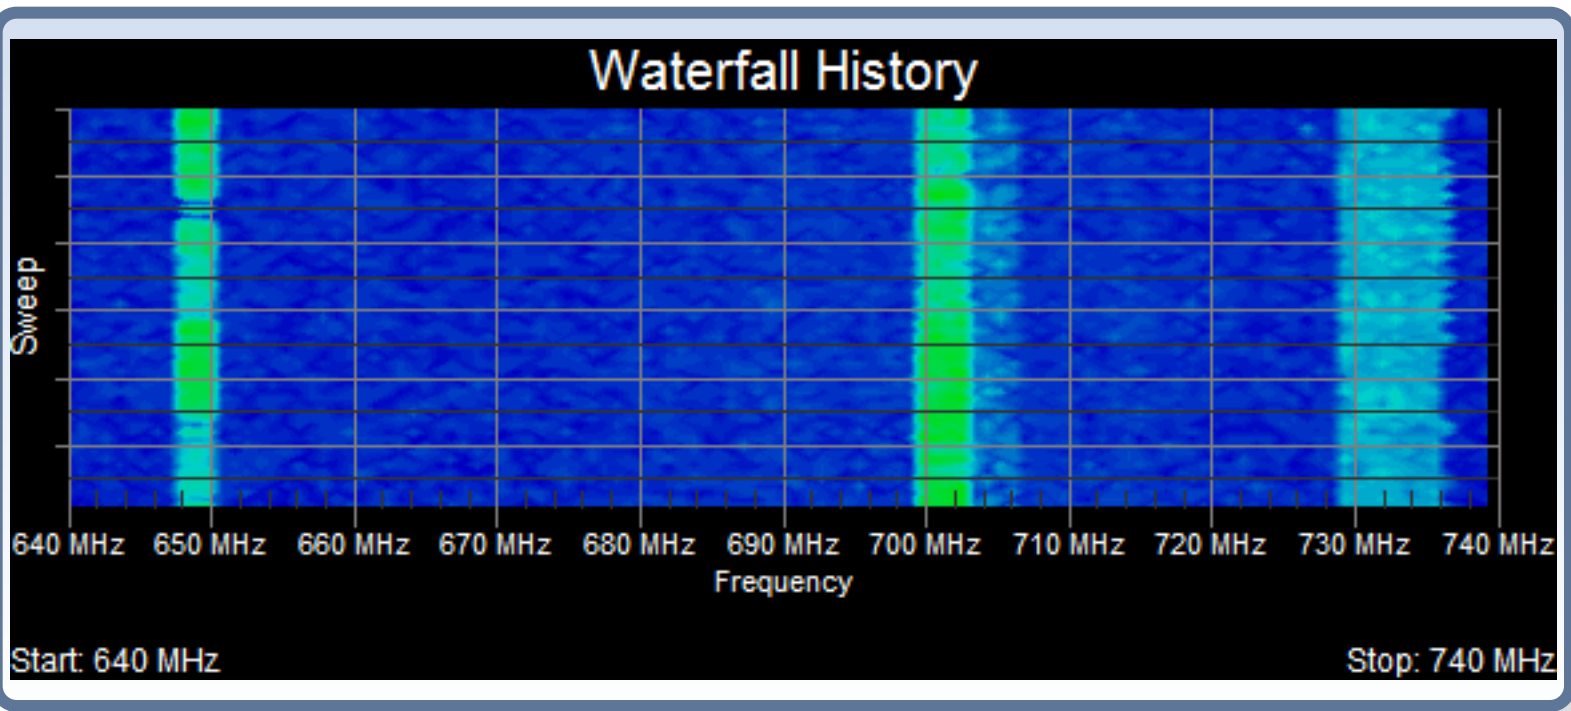 Waterfall History
Sweep
640 MHz 650 MHz 660 MHz 670 MHz 680 MHz 690 MHz 700 MHz 710 MHz 720 MHz 730 MHz 740 MHz
Frequency
Start: 640 MHz
Stop: 740 MHz